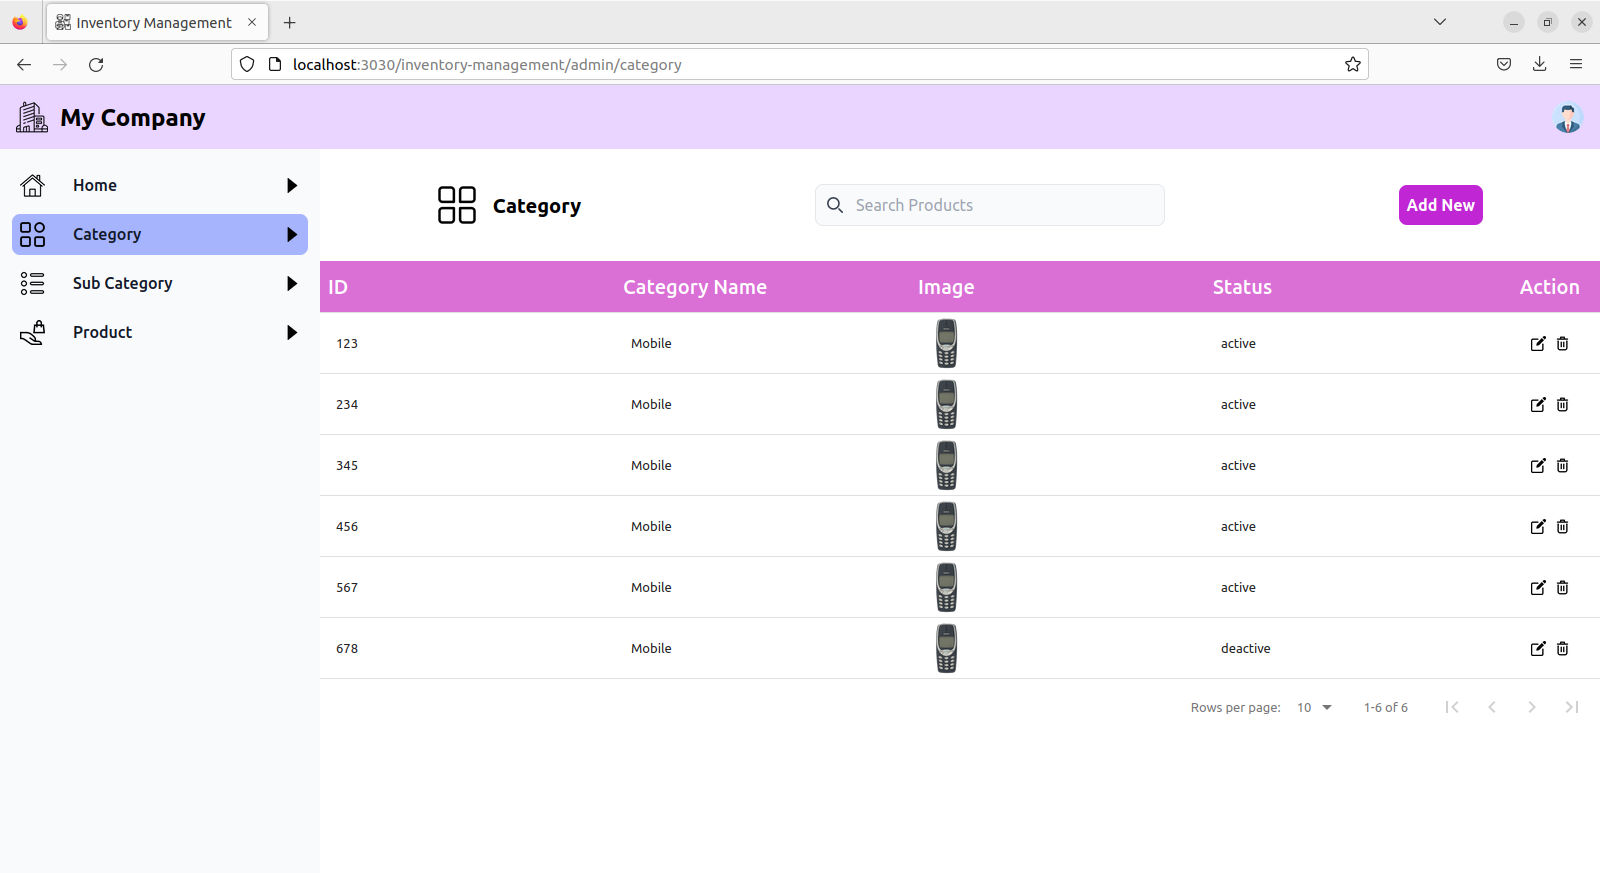 Inventory Management
localhost:3030/inventory-management/admin/category
My Company
Home
Category
Sub Category
Product
Category
Search Products
Add New
ID Category Name Image Status Action
123 Mobile active
234 Mobile active
345 Mobile active
456 Mobile active
567 Mobile active
678 Mobile deactive
Rows per page: 10 1-6 of 6